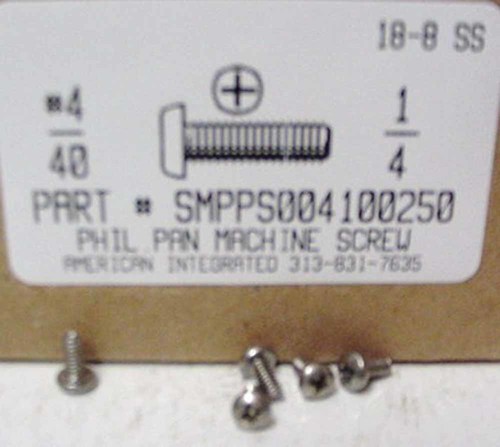 18-8 SS
#4
40
1
4
PART # SMPPS004100250
PHIL PAN MACHINE SCREW
AMERICAN INTEGRATED 313-831-7635